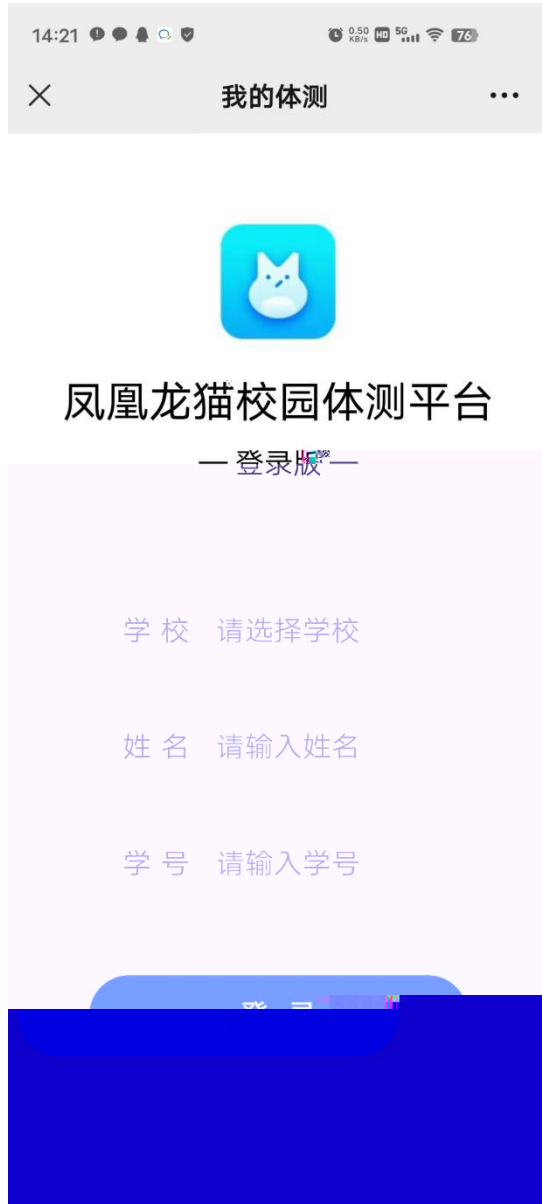 14:21 0.50 KB/s HD 5G 76
我的体测
凤凰龙猫校园体测平台
— 登录版 —
学 校 请选择学校
姓 名 请输入姓名
学 号 请输入学号
登 录